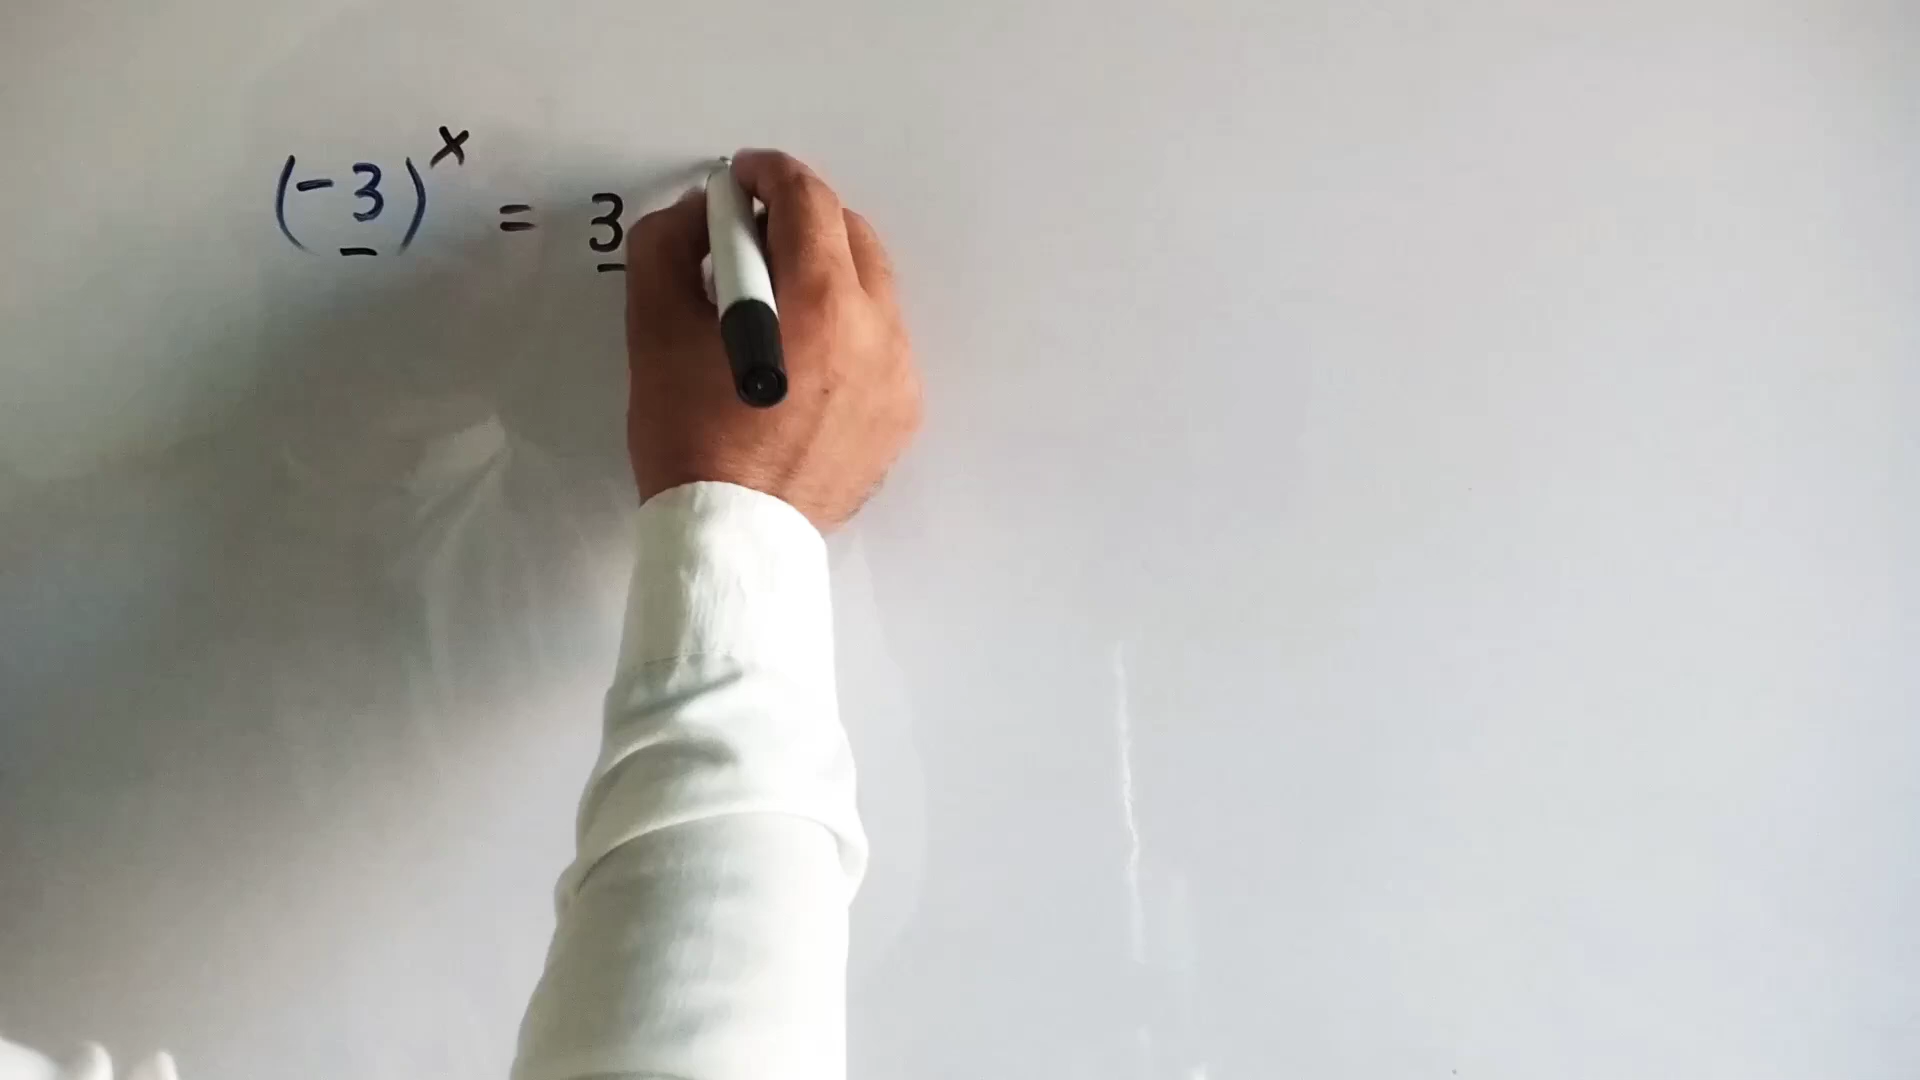 (-3)^x = 3